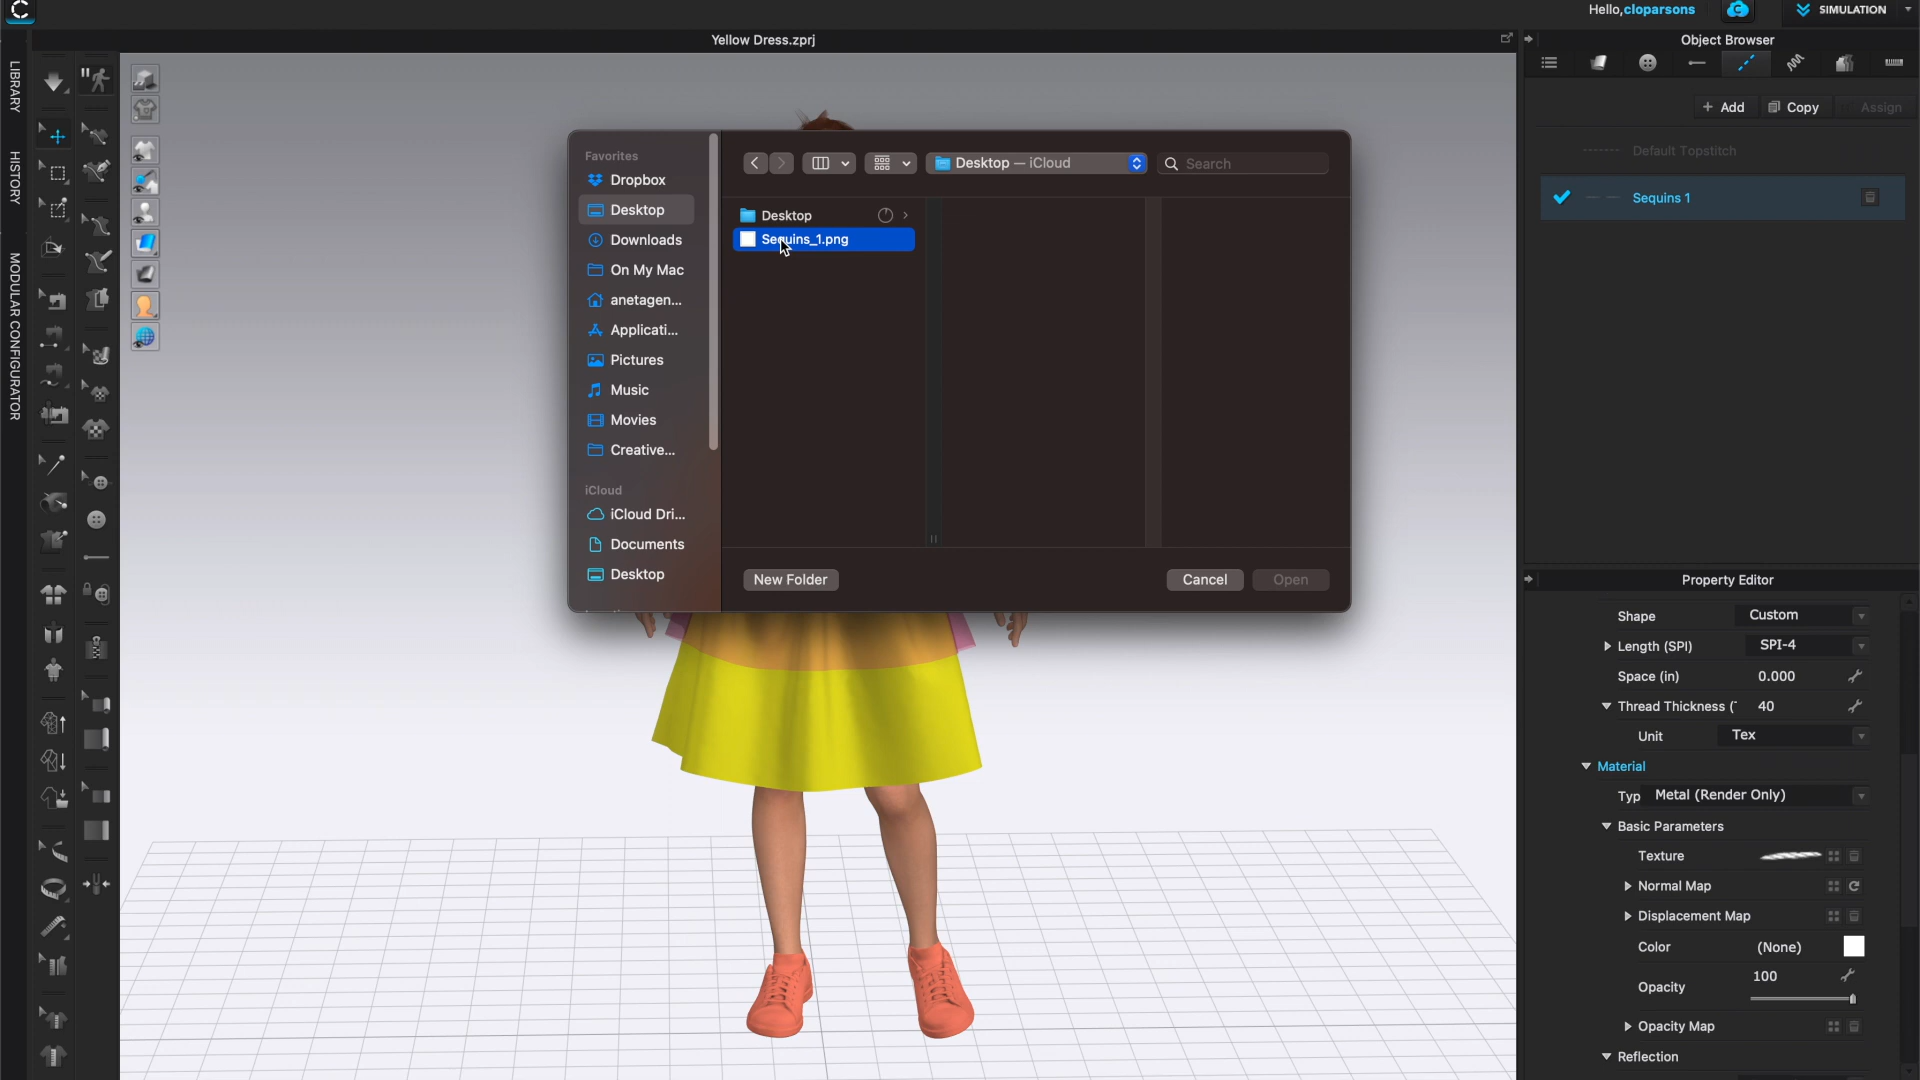 Hello,cloparsons
SIMULATION
Yellow Dress.zprj
Object Browser
LIBRARY
HISTORY
MODULAR CONFIGURATOR
+ Add
Copy
Assign
Default Topstitch
Sequins 1
Favorites
Dropbox
Desktop
Downloads
On My Mac
anetagen...
Applicati...
Pictures
Music
Movies
Creative...
iCloud
iCloud Dri...
Documents
Desktop
Desktop — iCloud
Search
Desktop
Sequins_1.png
New Folder
Cancel
Open
Property Editor
Shape Custom
Length (SPI) SPI-4
Space (in) 0.000
Thread Thickness ( 40
Unit Tex
Material
Typ Metal (Render Only)
Basic Parameters
Texture
Normal Map
Displacement Map
Color (None)
Opacity 100
Opacity Map
Reflection